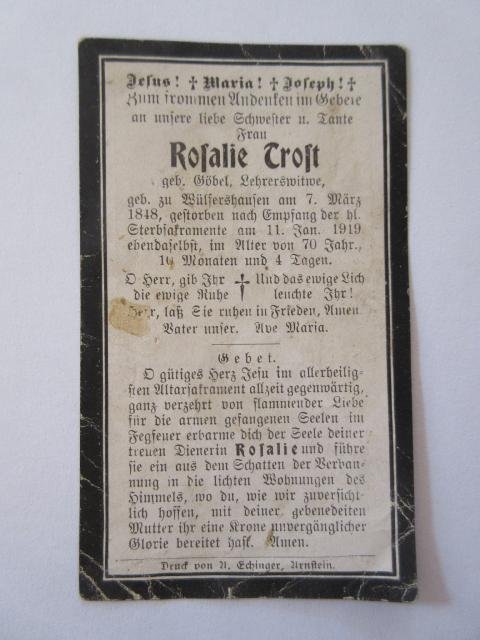 Jesus! ✝ Maria! ✝ Joseph! ✝
Zum frommen Andenken im Gebete
an unsere liebe Schwester u. Tante
Frau
Rosalie Trost
geb. Göbel, Lehrerswitwe,
geb. zu Wülfershausen am 7. März
1848, gestorben nach Empfang der hl.
Sterbsakramente am 11. Jan. 1919
ebendaselbst, im Alter von 70 Jahr.,
10 Monaten und 4 Tagen.
O Herr, gib Ihr ✝ Und das ewige Lich
die ewige Ruhe leuchte Ihr!
Herr, laß Sie ruhen in Frieden, Amen
Vater unser. Ave Maria.
Gebet.
O gütiges Herz Jesu im allerheilig-
sten Altarsakrament allzeit gegenwärtig,
ganz verzehrt von flammender Liebe
für die armen gefangenen Seelen im
Fegfeuer erbarme dich der Seele deiner
treuen Dienerin Rosalie und führe
sie ein aus dem Schatten der Verban-
nung in die lichten Wohnungen des
Himmels, wo du, wie wir zuversicht-
lich hoffen, mit deiner gebenedeiten
Mutter ihr eine Krone unvergänglicher
Glorie bereitet hast. Amen.
Druck von A. Echinger, Arnstein.